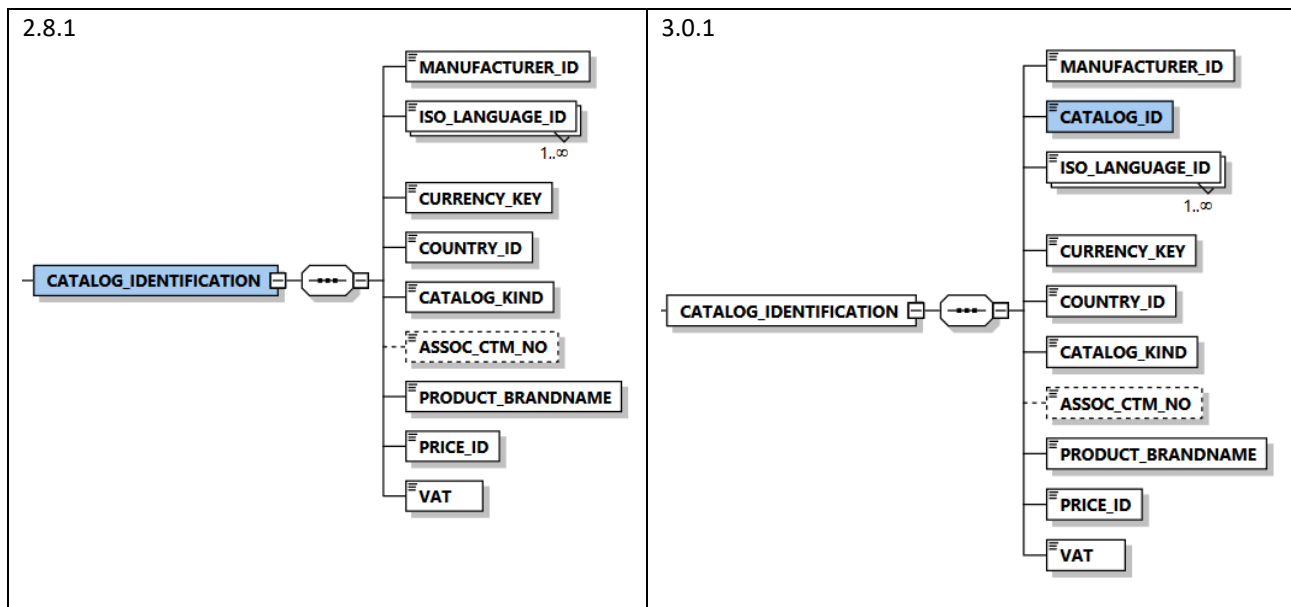 2.8.1
MANUFACTURER_ID
ISO_LANGUAGE_ID
1..∞
CURRENCY_KEY
COUNTRY_ID
CATALOG_IDENTIFICATION
CATALOG_KIND
ASSOC_CTM_NO
PRODUCT_BRANDNAME
PRICE_ID
VAT
3.0.1
MANUFACTURER_ID
CATALOG_ID
ISO_LANGUAGE_ID
1..∞
CURRENCY_KEY
COUNTRY_ID
CATALOG_IDENTIFICATION
CATALOG_KIND
ASSOC_CTM_NO
PRODUCT_BRANDNAME
PRICE_ID
VAT